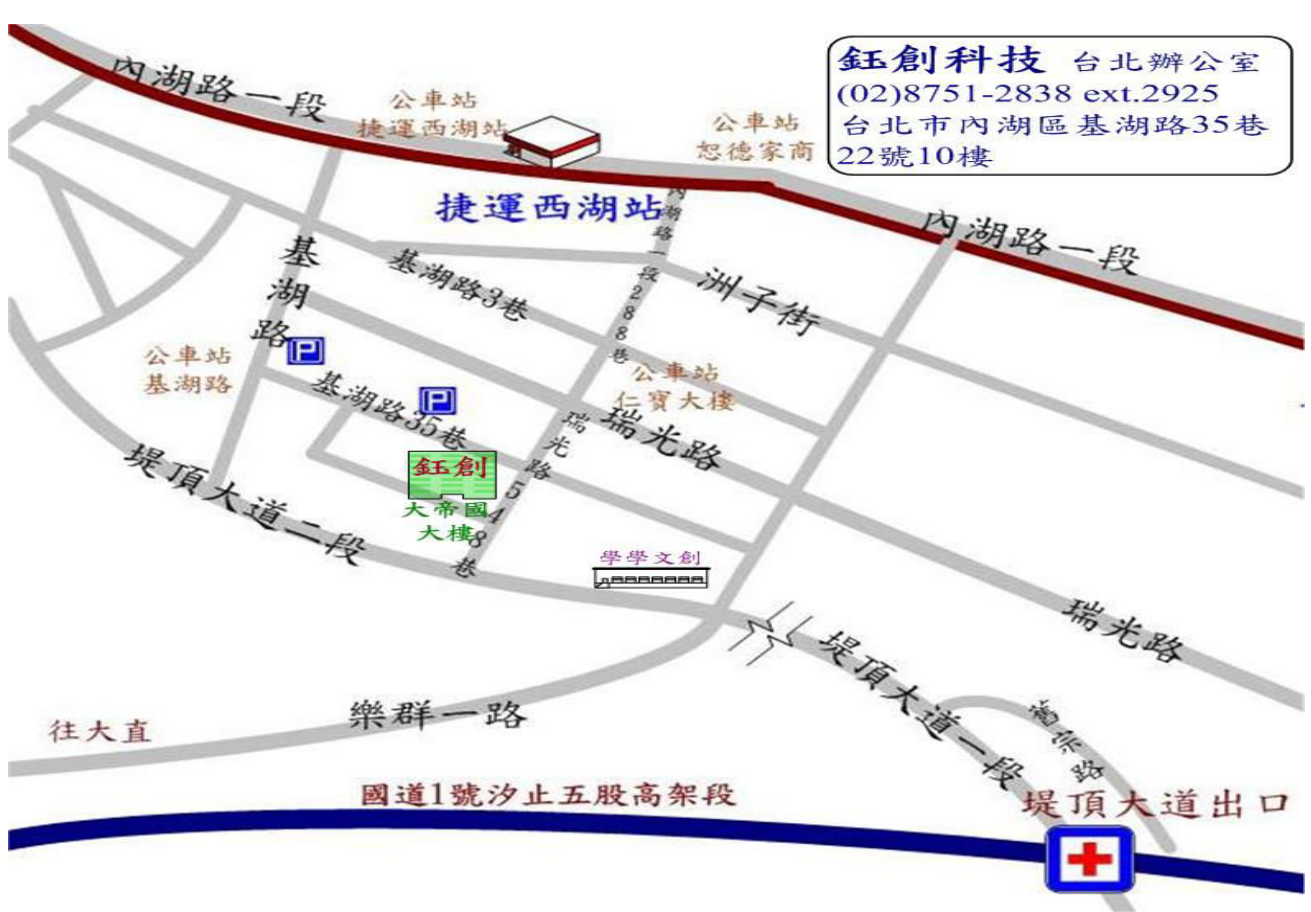 鈺創科技 台北辦公室
(02)8751-2838 ext.2925
台北市內湖區基湖路35巷
22號10樓
內湖路一段
公車站
捷運西湖站
公車站
恕德家商
捷運西湖站
內湖路一段288巷
內湖路一段
基湖路
基湖路3巷
洲子街
P
公車站
基湖路
公車站
仁寶大樓
基湖路35巷
P
瑞光路
瑞光路548巷
堤頂大道二段
鈺創
大帝國
大樓
學學文創
瑞光路
堤頂大道一段
舊宗路
樂群一路
往大直
國道1號汐止五股高架段
堤頂大道出口